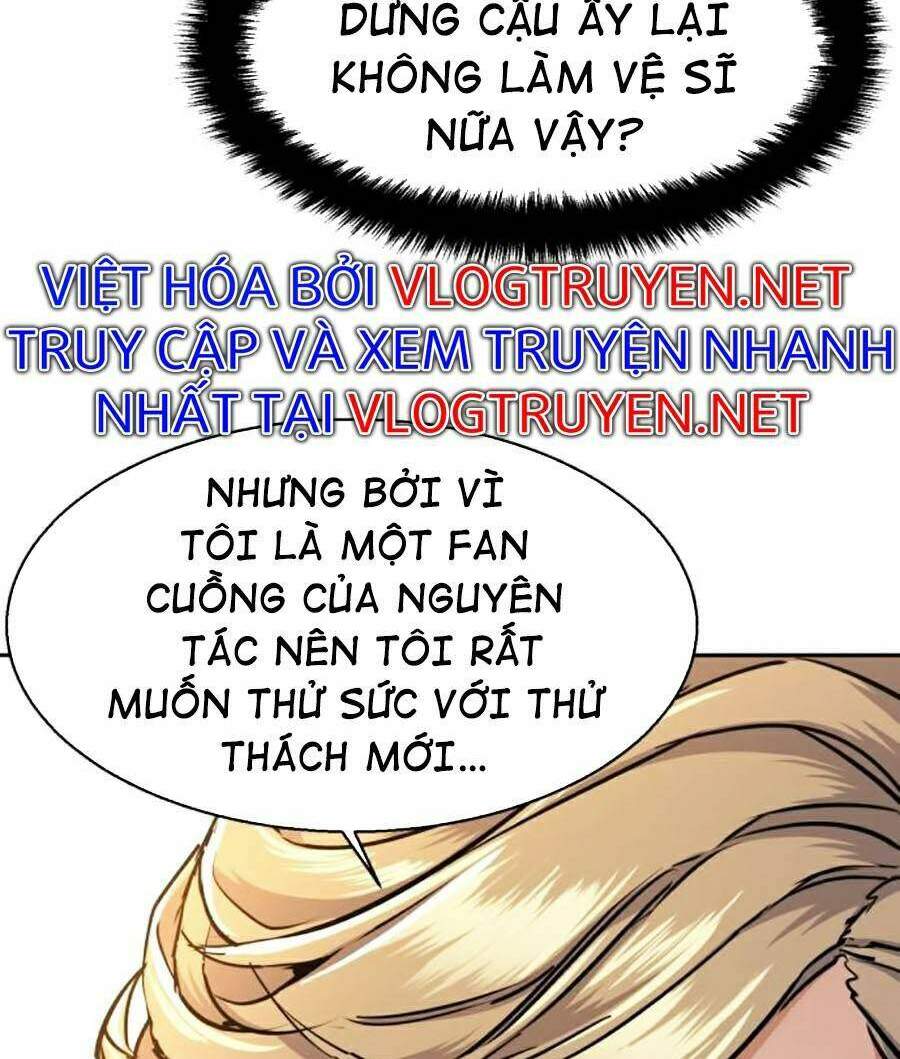 DƯNG CẬU ẤY LẠI
KHÔNG LÀM VỆ SĨ
NỮA VẬY?
VIỆT HÓA BỞI VLOGTRUYEN.NET
TRUY CẬP VÀ XEM TRUYỆN NHANH
NHẤT TẠI VLOGTRUYEN.NET
NHƯNG BỞI VÌ
TÔI LÀ MỘT FAN
CUỒNG CỦA NGUYÊN
TÁC NÊN TÔI RẤT
MUỐN THỬ SỨC VỚI THỬ
THÁCH MỚI...